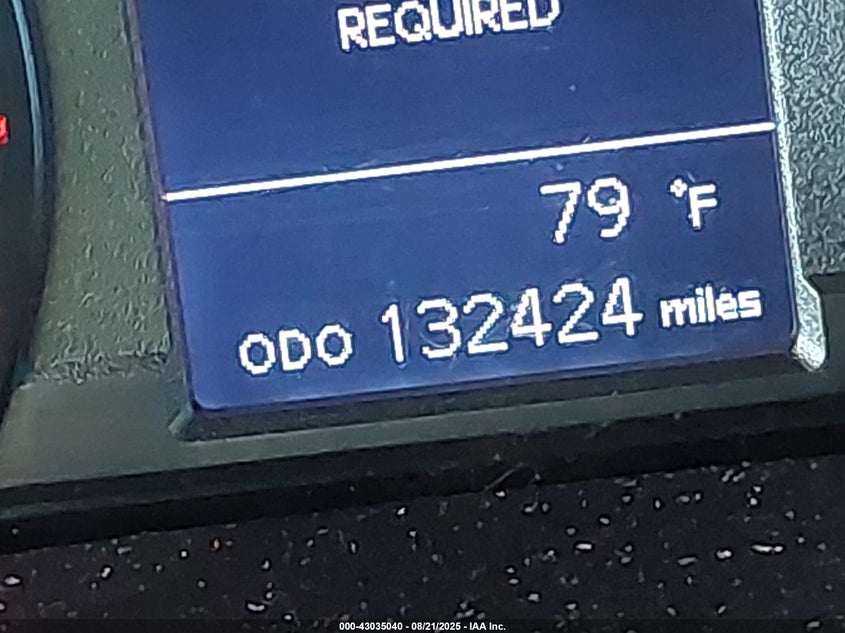 REQUIRED
79 °F
ODO 132424 miles
000-43035040 - 08/21/2025 - IAA Inc.